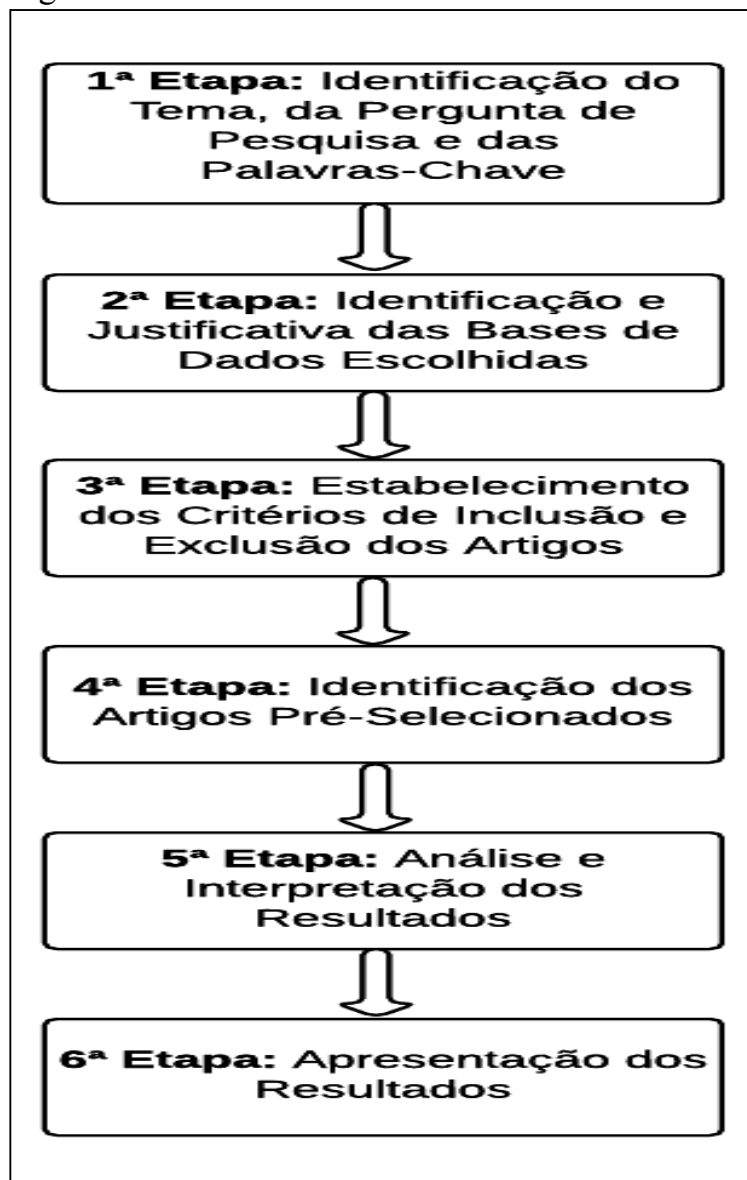 1ª Etapa: Identificação do
Tema, da Pergunta de
Pesquisa e das
Palavras-Chave
2ª Etapa: Identificação e
Justificativa das Bases de
Dados Escolhidas
3ª Etapa: Estabelecimento
dos Critérios de Inclusão e
Exclusão dos Artigos
4ª Etapa: Identificação dos
Artigos Pré-Selecionados
5ª Etapa: Análise e
Interpretação dos
Resultados
6ª Etapa: Apresentação dos
Resultados